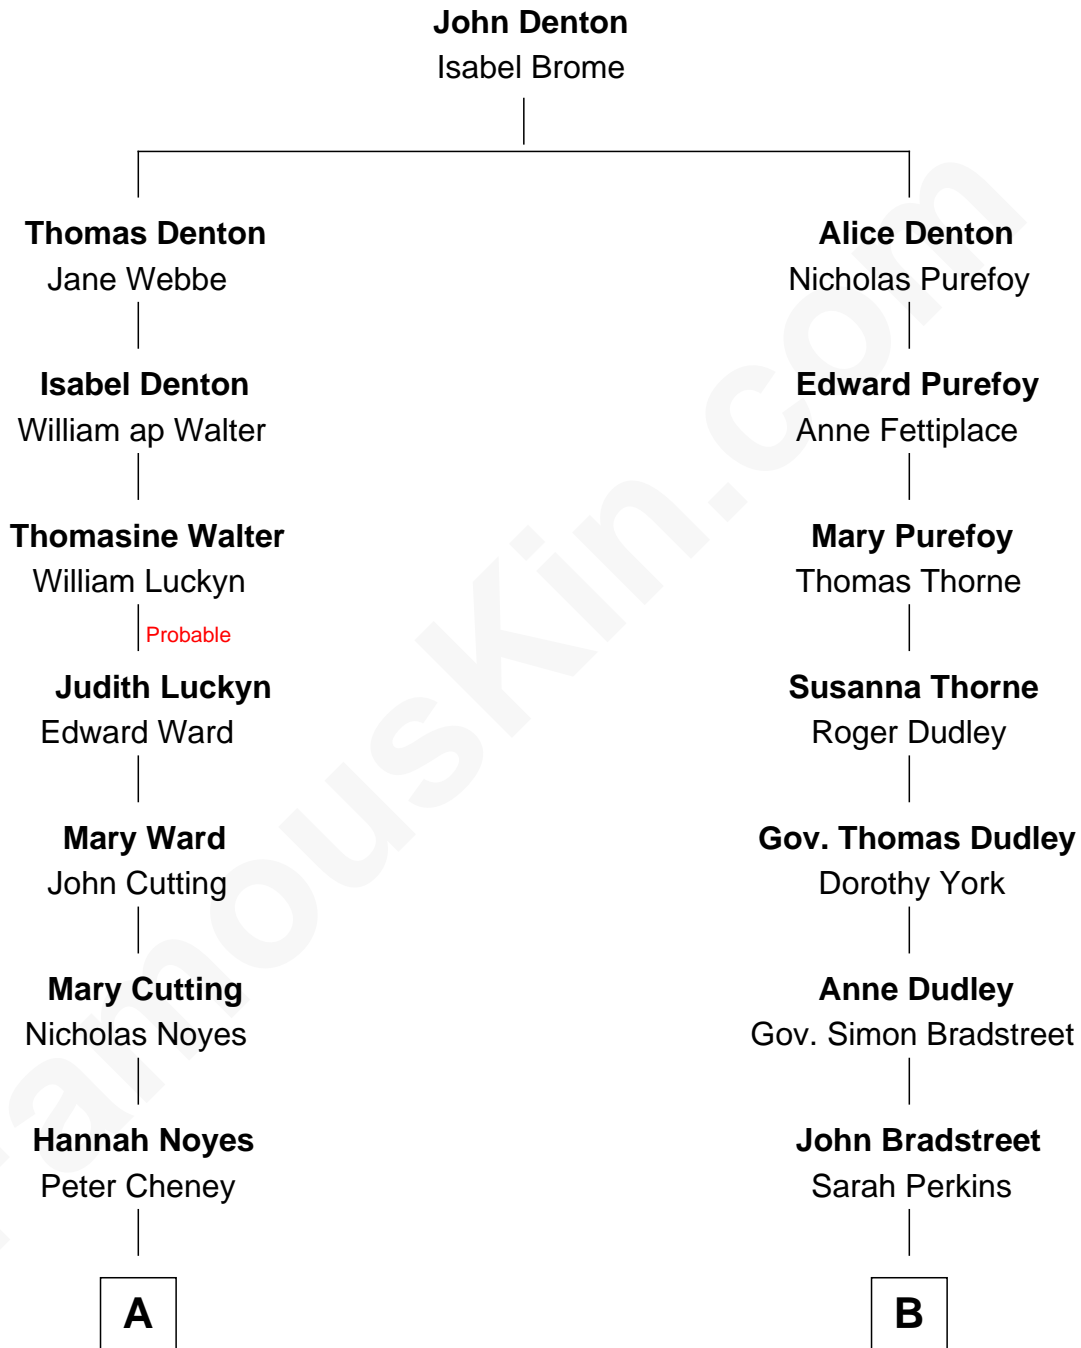 John Denton
Isabel Brome
Thomas Denton
Jane Webbe
Isabel Denton
William ap Walter
Thomasine Walter
William Luckyn
Probable
Judith Luckyn
Edward Ward
Mary Ward
John Cutting
Mary Cutting
Nicholas Noyes
Hannah Noyes
Peter Cheney
A
Alice Denton
Nicholas Purefoy
Edward Purefoy
Anne Fettiplace
Mary Purefoy
Thomas Thorne
Susanna Thorne
Roger Dudley
Gov. Thomas Dudley
Dorothy York
Anne Dudley
Gov. Simon Bradstreet
John Bradstreet
Sarah Perkins
B
FamousKin.com